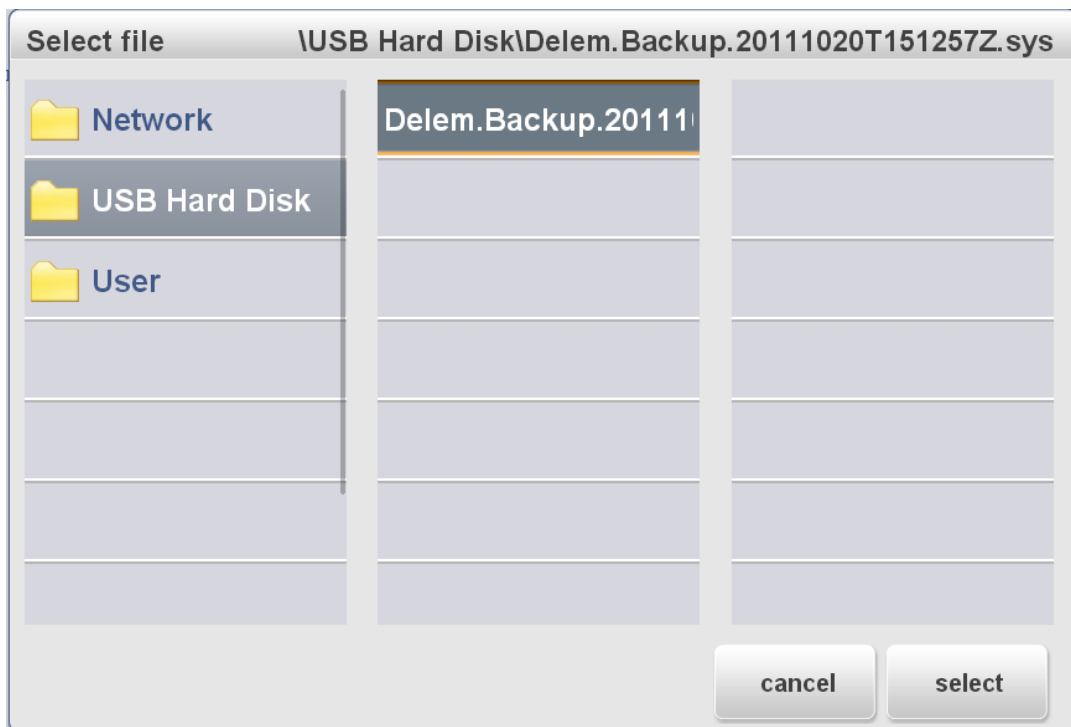 Select file \USB Hard Disk\Delem.Backup.20111020T151257Z.sys
Network
USB Hard Disk
User
Delem.Backup.20111
cancel
select